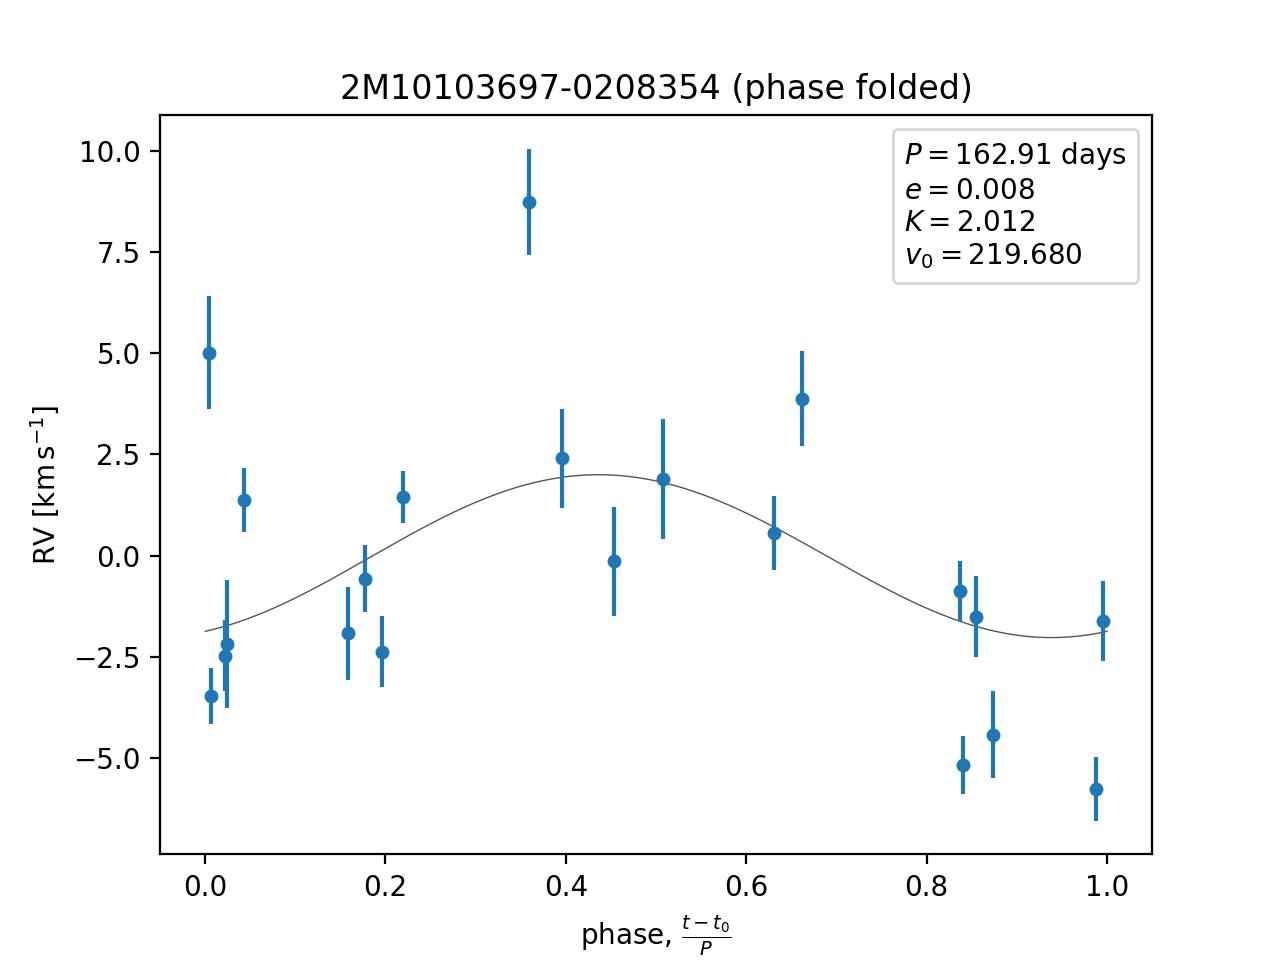 2M10103697-0208354 (phase folded)
P = 162.91 days
e = 0.008
K = 2.012
v₀ = 219.680
10.0
7.5
5.0
2.5
0.0
−2.5
−5.0
RV [km s⁻¹]
0.0 0.2 0.4 0.6 0.8 1.0
phase, (t − t₀)/P